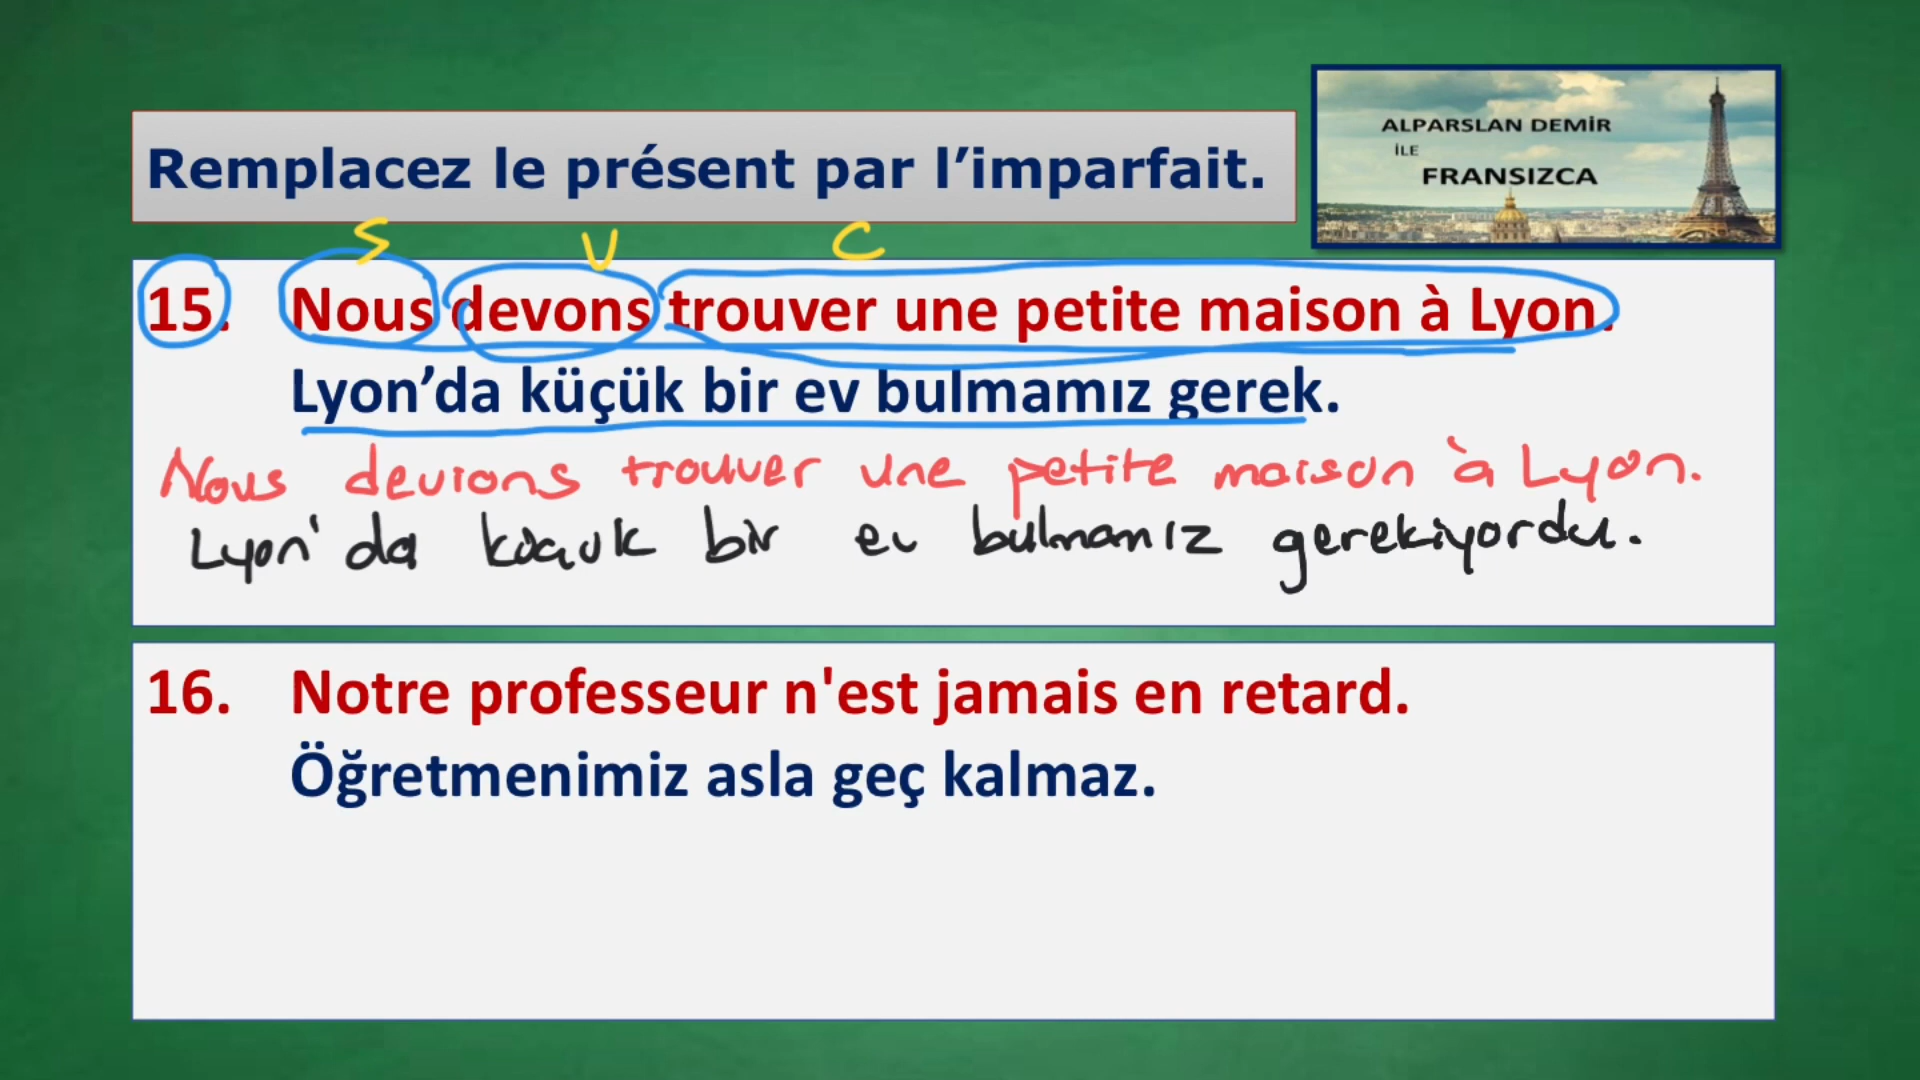 Remplacez le présent par l’imparfait.
ALPARSLAN DEMİR
İLE
FRANSIZCA
S V C
15. Nous devons trouver une petite maison à Lyon.
Lyon’da küçük bir ev bulmamız gerek.
Nous devions trouver une petite maison à Lyon.
Lyon'da küçük bir ev bulmamız gerekiyordu.
16. Notre professeur n'est jamais en retard.
Öğretmenimiz asla geç kalmaz.